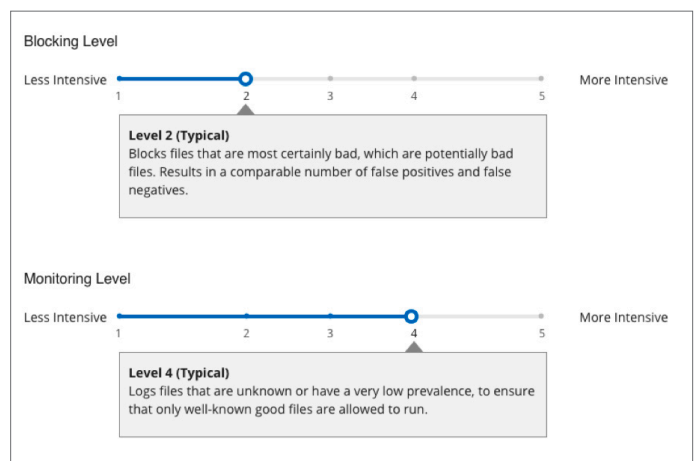 Blocking Level
Less Intensive More Intensive
1 2 3 4 5
Level 2 (Typical)
Blocks files that are most certainly bad, which are potentially bad
files. Results in a comparable number of false positives and false
negatives.
Monitoring Level
Less Intensive More Intensive
1 2 3 4 5
Level 4 (Typical)
Logs files that are unknown or have a very low prevalence, to ensure
that only well-known good files are allowed to run.